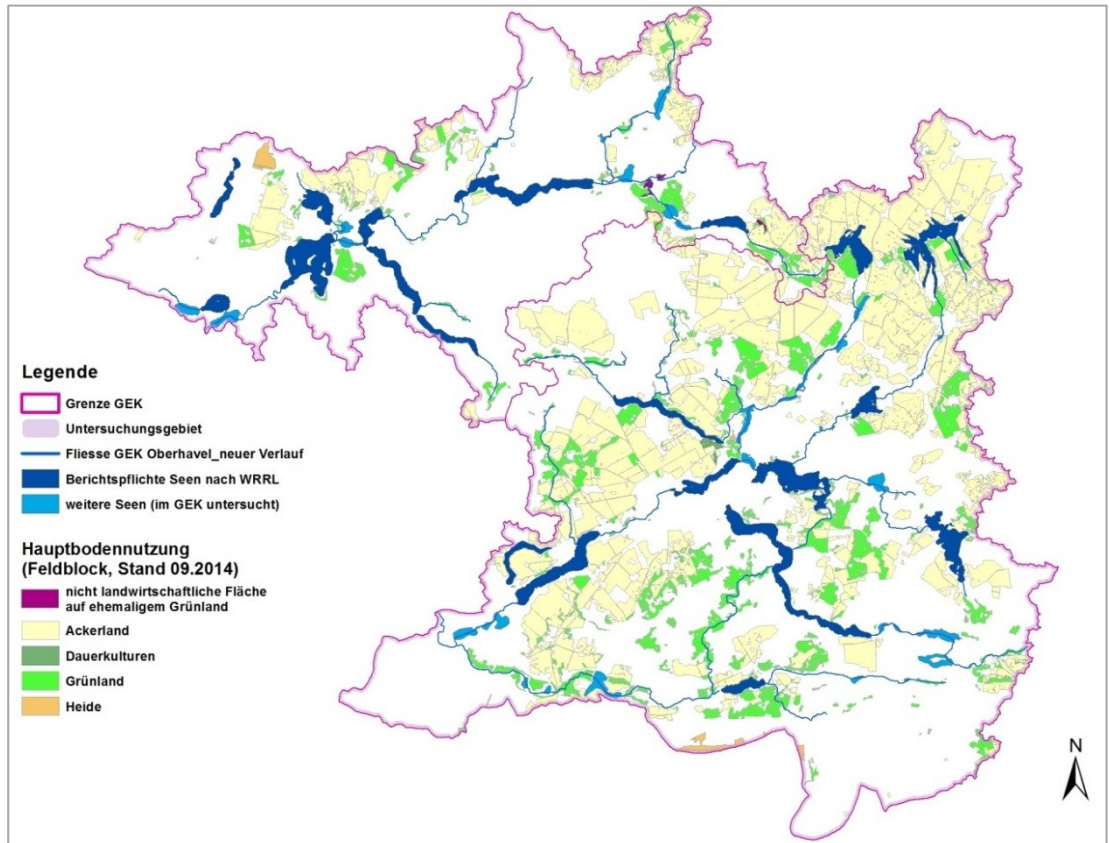 N
Legende
Grenze GEK
Untersuchungsgebiet
Fliesse GEK Oberhavel_neuer Verlauf
Berichtspflichte Seen nach WRRL
weitere Seen (im GEK untersucht)
Hauptbodennutzung
(Feldblock, Stand 09.2014)
nicht landwirtschaftliche Fläche
auf ehemaligem Grünland
Ackerland
Dauerkulturen
Grünland
Heide